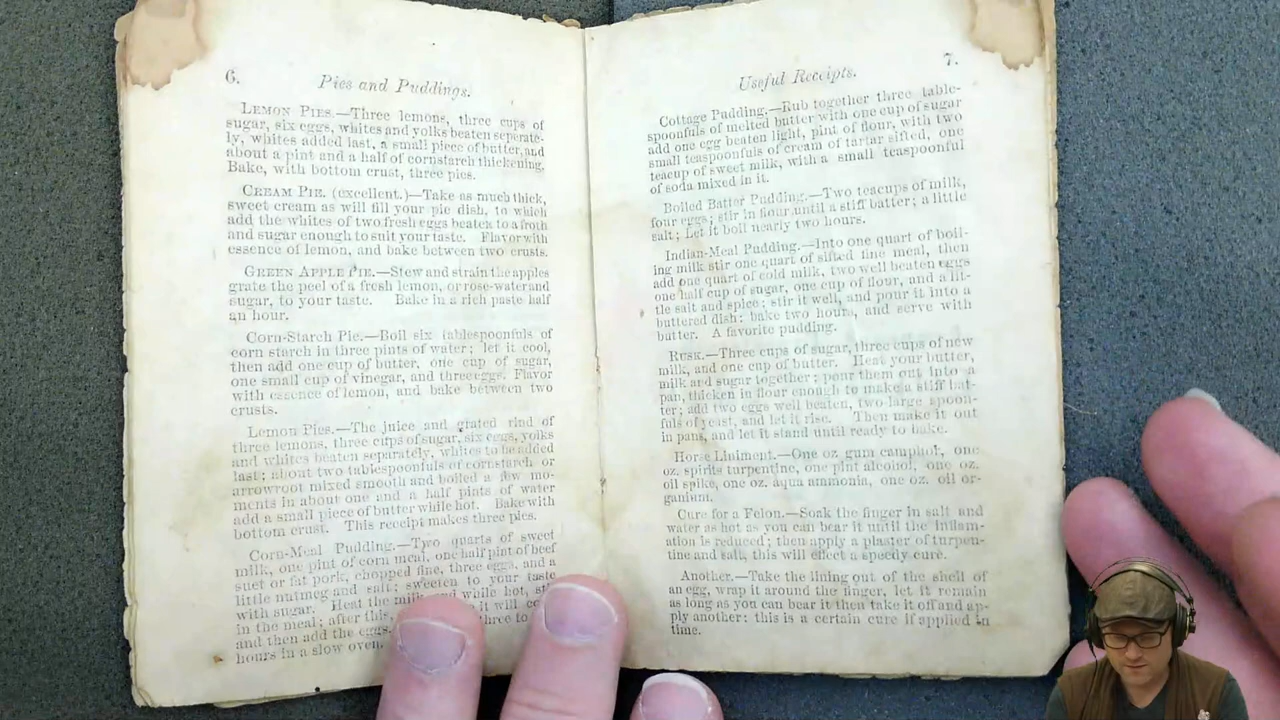 6.
Pies and Puddings.
LEMON PIES.—Three lemons, three cups of
sugar, six eggs, whites and yolks beaten separate-
ly, whites added last, a small piece of butter, and
about a pint and a half of cornstarch thickening.
Bake, with bottom crust, three pies.
CREAM PIE. (excellent.)—Take as much thick,
sweet cream as will fill your pie dish, to which
add the whites of two fresh eggs beaten to a froth
and sugar enough to suit your taste. Flavor with
essence of lemon, and bake between two crusts.
GREEN APPLE PIE.—Stew and strain the apples
grate the peel of a fresh lemon, or rose-water and
sugar, to your taste. Bake in a rich paste half
an hour.
Corn-Starch Pie.—Boil six tablespoonfuls of
corn starch in three pints of water; let it cool,
then add one cup of butter, one cup of sugar,
one small cup of vinegar, and three eggs. Flavor
with essence of lemon, and bake between two
crusts.
Lemon Pies.—The juice and grated rind of
three lemons, three cups of sugar, six eggs, yolks
and whites beaten separately, whites to be added
last; about two tablespoonfuls of cornstarch or
arrowroot mixed smooth and boiled a few mo-
ments in about one and a half pints of water
add a small piece of butter while hot. Bake with
bottom crust. This receipt makes three pies.
Corn-Meal Pudding.—Two quarts of sweet
milk, one pint of corn meal, one half pint of beef
suet or fat pork, chopped fine, three eggs, and a
little nutmeg and salt; sweeten to your taste
with sugar. Heat the milk and while hot,
in the meal; after this, it will
and then add the eggs. three to
hours in a slow oven.
7.
Useful Receipts.
Cottage Pudding.—Rub together three table-
spoonfuls of melted butter with one cup of sugar
add one egg beaten light, pint of flour, with two
small teaspoonfuls of cream of tartar sifted, one
teacup of sweet milk, with a small teaspoonful
of soda mixed in it.
Boiled Batter Pudding.—Two teacups of milk,
four eggs; stir in flour until a stiff batter; a little
salt; Let it boil nearly two hours.
Indian-Meal Pudding.—Into one quart of boil-
ing milk stir one quart of sifted fine meal, then
add one quart of cold milk, two well beaten eggs
one half cup of sugar, one cup of flour, and a lit-
tle salt and spice; stir it well, and pour it into a
buttered dish; bake two hours, and serve with
butter. A favorite pudding.
RUSK.—Three cups of sugar, three cups of new
milk, and one cup of butter. Heat your butter,
milk and sugar together; pour them out into a
pan, thicken in flour enough to make a stiff bat-
ter; add two eggs well beaten, two large spoon-
fuls of yeast, and let it rise. Then make it out
in pans, and let it stand until ready to bake.
Horse Liniment.—One oz gum camphor, one
oz. spirits turpentine, one pint alcohol, one oz.
oil spike, one oz. aqua ammonia, one oz. oil or-
ganium.
Cure for a Felon.—Soak the finger in salt and
water as hot as you can bear it until the inflam-
ation is reduced; then apply a plaster of turpen-
tine and salt, this will effect a speedy cure.
Another.—Take the lining out of the shell of
an egg, wrap it around the finger, let it remain
as long as you can bear it then take it off and ap-
ply another: this is a certain cure if applied in
time.